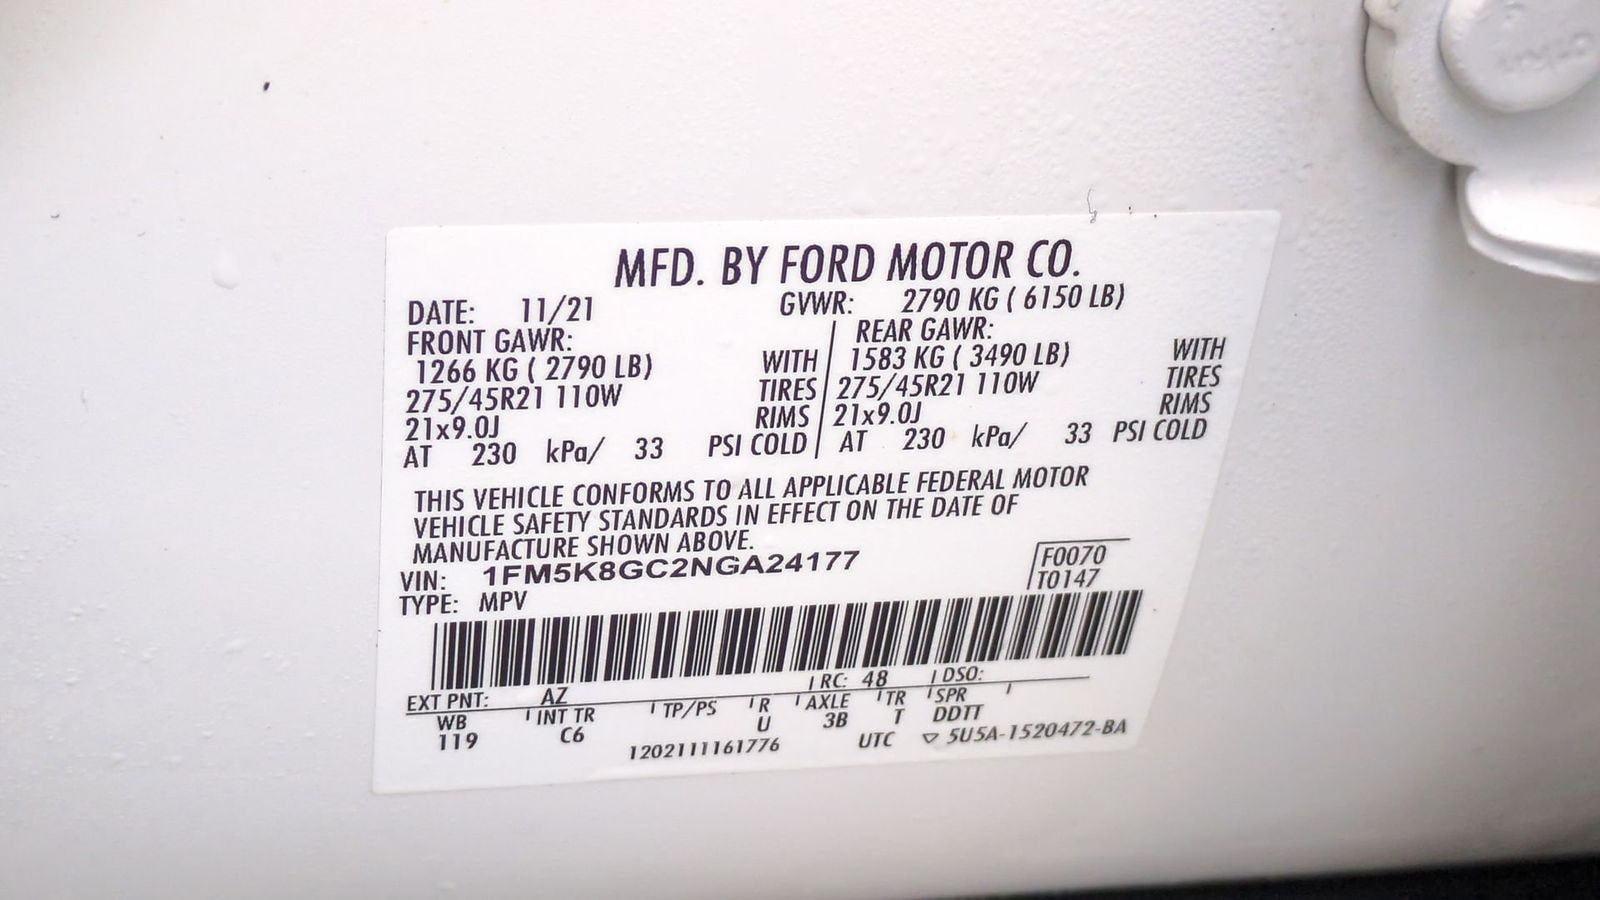 MFD. BY FORD MOTOR CO.
DATE: 11/21 GVWR: 2790 KG ( 6150 LB)
FRONT GAWR: REAR GAWR:
1266 KG ( 2790 LB) WITH 1583 KG ( 3490 LB) WITH
275/45R21 110W TIRES 275/45R21 110W TIRES
21x9.0J RIMS 21x9.0J RIMS
AT 230 kPa/ 33 PSI COLD AT 230 kPa/ 33 PSI COLD
THIS VEHICLE CONFORMS TO ALL APPLICABLE FEDERAL MOTOR
VEHICLE SAFETY STANDARDS IN EFFECT ON THE DATE OF
MANUFACTURE SHOWN ABOVE.
VIN: 1FM5K8GC2NGA24177 F0070
TYPE: MPV T0147
EXT PNT: AZ RC: 48 DSO:
WB INT TR TP/PS R AXLE TR SPR
119 C6 U 3B T DDTT
1202111161776 UTC ▽ 5U5A-1520472-BA